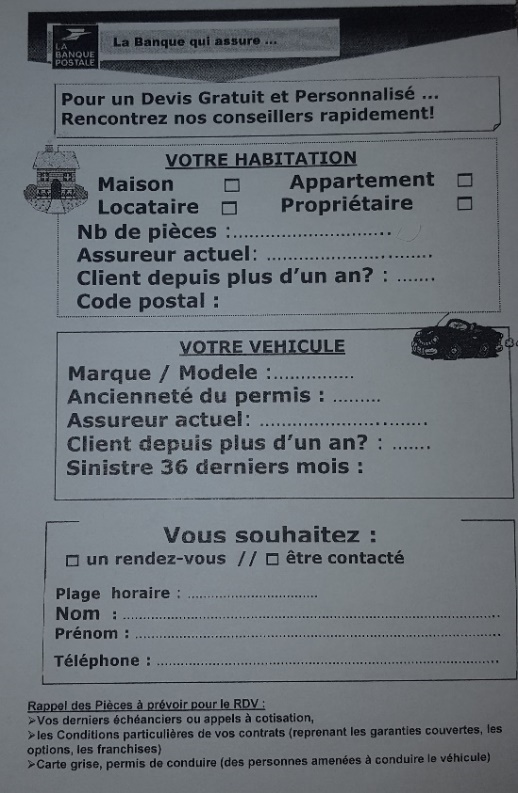 LA
BANQUE
POSTALE
La Banque qui assure ...
Pour un Devis Gratuit et Personnalisé ...
Rencontrez nos conseillers rapidement!
VOTRE HABITATION
Maison ☐ Appartement ☐
Locataire ☐ Propriétaire ☐
Nb de pièces :................................
Assureur actuel: .................................
Client depuis plus d'un an? : .......
Code postal :
VOTRE VEHICULE
Marque / Modele :...............
Ancienneté du permis : .........
Assureur actuel: ...............................
Client depuis plus d'un an? : .......
Sinistre 36 derniers mois :
Vous souhaitez :
☐ un rendez-vous // ☐ être contacté
Plage horaire : .................................
Nom : ................................................................................
Prénom : ................................................................................
Téléphone : ................................................................................
Rappel des Pièces à prévoir pour le RDV :
➢Vos derniers échéanciers ou appels à cotisation,
➢les Conditions particulières de vos contrats (reprenant les garanties couvertes, les
options, les franchises)
➢Carte grise, permis de conduire (des personnes amenées à conduire le véhicule)